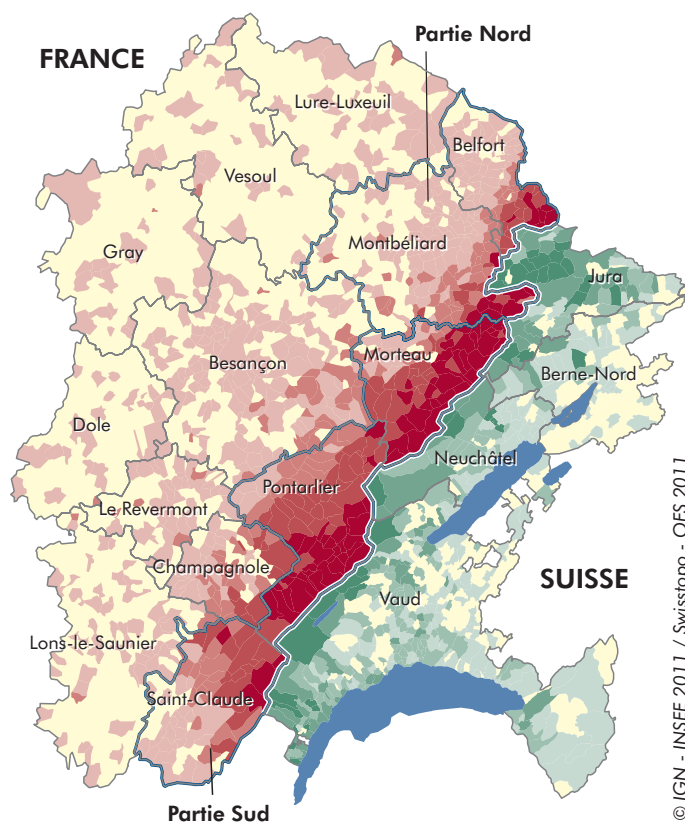 Partie Nord
FRANCE
Lure-Luxeuil
Belfort
Vesoul
Montbéliard
Gray
Jura
Morteau
Besançon
Berne-Nord
Dole
Neuchâtel
Pontarlier
Le Revermont
Champagnole
SUISSE
Vaud
Lons-le-Saunier
Saint-Claude
Partie Sud
© IGN - INSEE 2011 / Swisstopo - OFS 2011